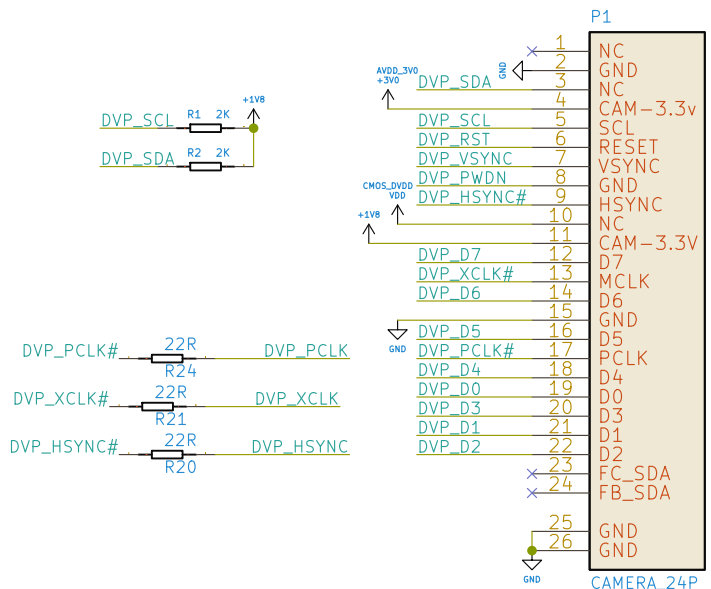 P1
1 NC
GND 2 GND
DVP_SDA 3 NC
AVDD_3V0
+3V0
4 CAM-3.3v
DVP_SCL 5 SCL
DVP_RST 6 RESET
DVP_VSYNC 7 VSYNC
DVP_PWDN 8 GND
DVP_HSYNC# 9 HSYNC
CMOS_DVDD
VDD
10 NC
+1V8
11 CAM-3.3V
DVP_D7 12 D7
DVP_XCLK# 13 MCLK
DVP_D6 14 D6
15 GND
GND
DVP_D5 16 D5
DVP_PCLK# 17 PCLK
DVP_D4 18 D4
DVP_D0 19 D0
DVP_D3 20 D3
DVP_D1 21 D1
DVP_D2 22 D2
23 FC_SDA
24 FB_SDA
25 GND
26 GND
GND
CAMERA_24P
+1V8
DVP_SCL R1 2K
DVP_SDA R2 2K
22R
DVP_PCLK# DVP_PCLK
R24
22R
DVP_XCLK# DVP_XCLK
R21
22R
DVP_HSYNC# DVP_HSYNC
R20